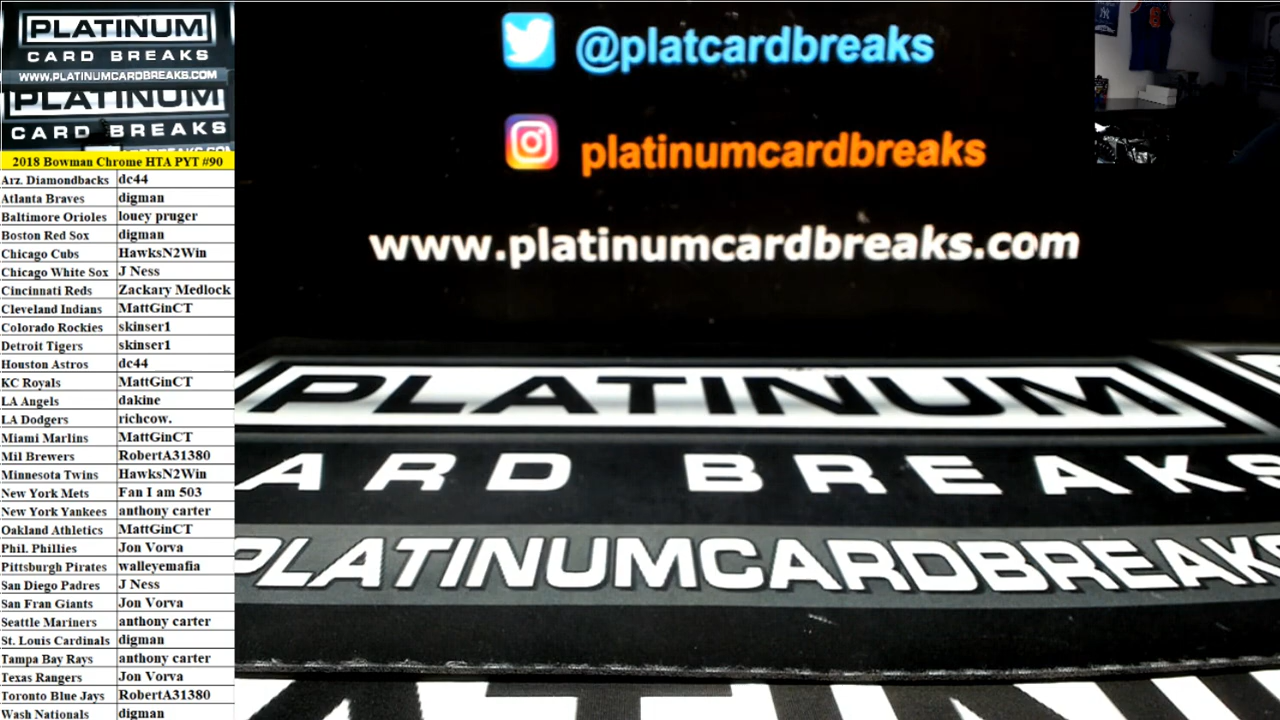 PLATINUM
CARD BREAKS
WWW.PLATINUMCARDBREAKS.COM
PLATINUM
CARD BREAKS
2018 Bowman Chrome HTA PYT #90
Arz. Diamondbacks dc44
Atlanta Braves digman
Baltimore Orioles louey pruger
Boston Red Sox digman
Chicago Cubs HawksN2Win
Chicago White Sox J Ness
Cincinnati Reds Zackary Medlock
Cleveland Indians MattGinCT
Colorado Rockies skinser1
Detroit Tigers skinser1
Houston Astros dc44
KC Royals MattGinCT
LA Angels dakine
LA Dodgers richcow.
Miami Marlins MattGinCT
Mil Brewers RobertA31380
Minnesota Twins HawksN2Win
New York Mets Fan I am 503
New York Yankees anthony carter
Oakland Athletics MattGinCT
Phil. Phillies Jon Vorva
Pittsburgh Pirates walleyemafia
San Diego Padres J Ness
San Fran Giants Jon Vorva
Seattle Mariners anthony carter
St. Louis Cardinals digman
Tampa Bay Rays anthony carter
Texas Rangers Jon Vorva
Toronto Blue Jays RobertA31380
Wash Nationals digman
@platcardbreaks
platinumcardbreaks
www.platinumcardbreaks.com
PLATINUM
ARD BREAKS
PLATINUMCARDBREAKS